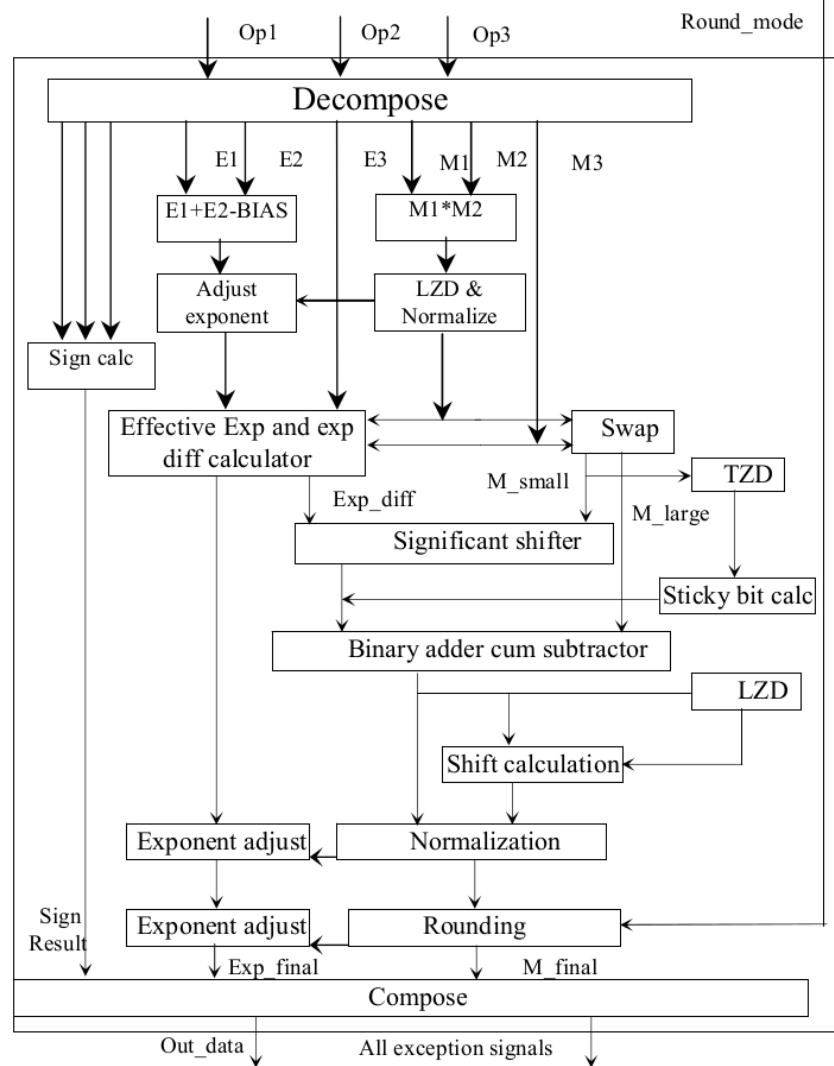 Round_mode
Op1
Op2
Op3
Decompose
E1
E2
E3
M1
M2
M3
E1+E2-BIAS
M1*M2
Adjust
exponent
LZD &
Normalize
Sign calc
Effective Exp and exp
diff calculator
Swap
M_small
TZD
Exp_diff
M_large
Significant shifter
Sticky bit calc
Binary adder cum subtractor
LZD
Shift calculation
Exponent adjust
Normalization
Sign
Result
Exponent adjust
Rounding
Exp_final
M_final
Compose
Out_data
All exception signals